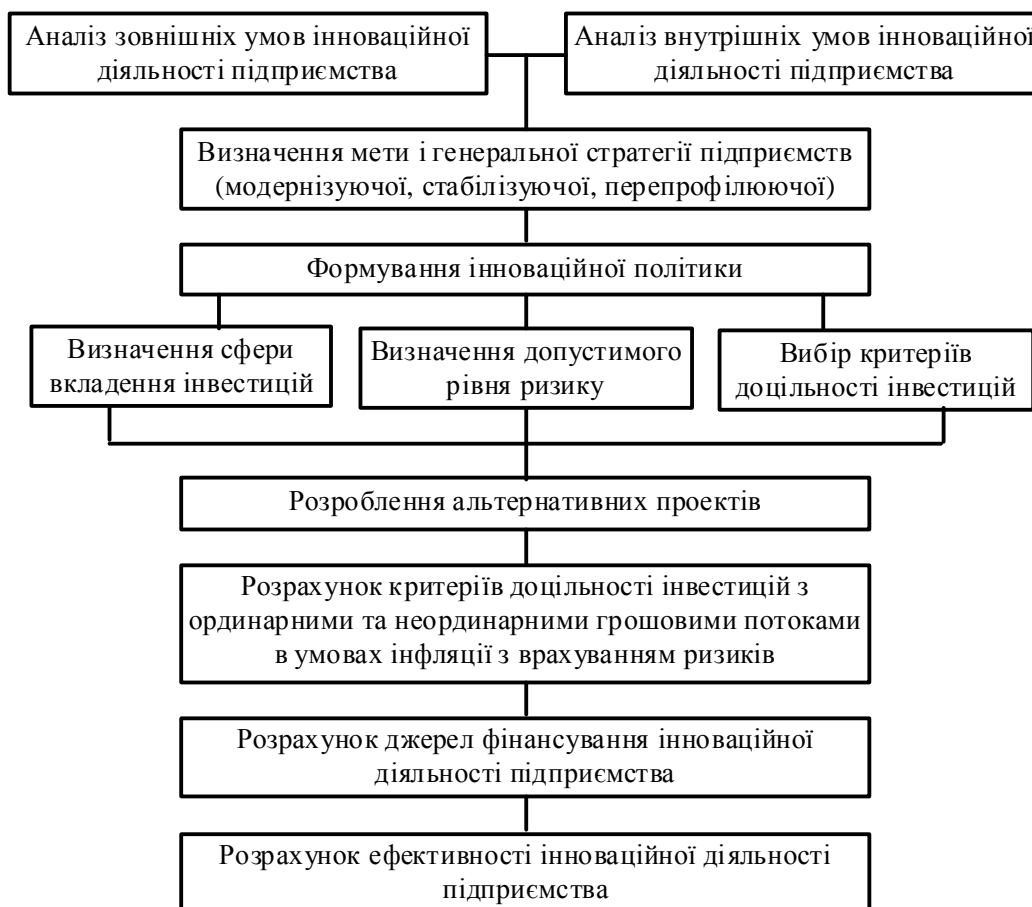 Аналіз зовнішніх умов інноваційної
діяльності підприємства
Аналіз внутрішніх умов інноваційної
діяльності підприємства
Визначення мети і генеральної стратегії підприємств
(модернізуючої, стабілізуючої, перепрофілюючої)
Формування інноваційної політики
Визначення сфери
вкладення інвестицій
Визначення допустимого
рівня ризику
Вибір критеріїв
доцільності інвестицій
Розроблення альтернативних проектів
Розрахунок критеріїв доцільності інвестицій з
ординарними та неординарними грошовими потоками
в умовах інфляції з врахуванням ризиків
Розрахунок джерел фінансування інноваційної
діяльності підприємства
Розрахунок ефективності інноваційної діяльності
підприємства